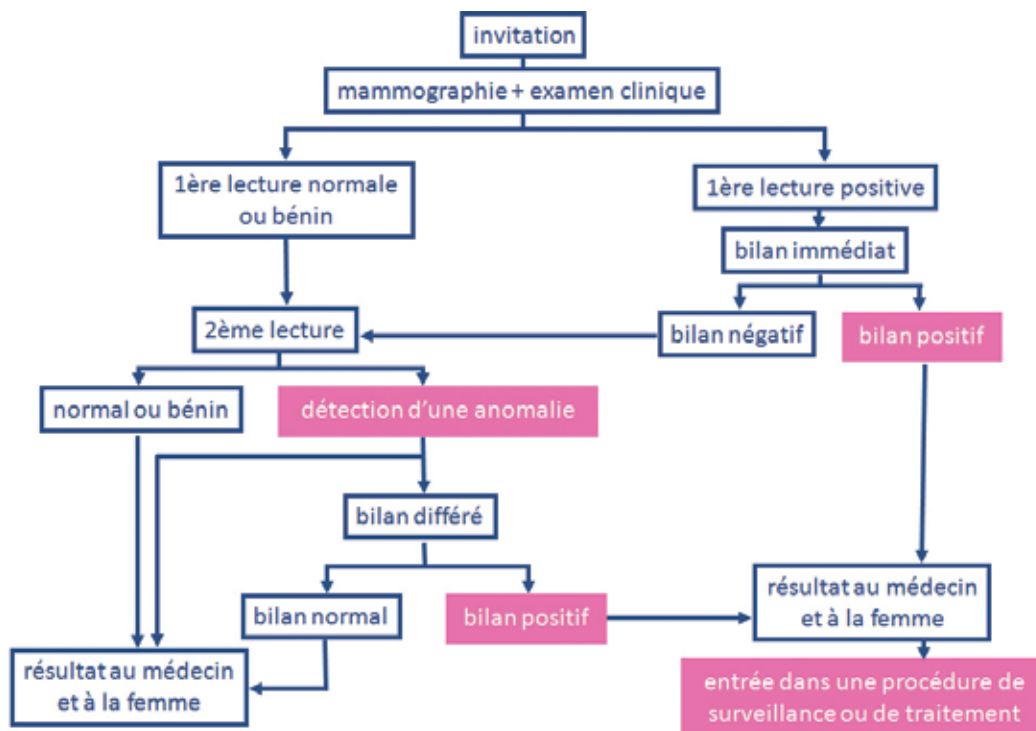 invitation
mammographie + examen clinique
1ère lecture normale
ou bénin
1ère lecture positive
bilan immédiat
2ème lecture
bilan négatif
bilan positif
normal ou bénin
détection d'une anomalie
bilan différé
bilan normal
bilan positif
résultat au médecin
et à la femme
résultat au médecin
et à la femme
entrée dans une procédure de
surveillance ou de traitement